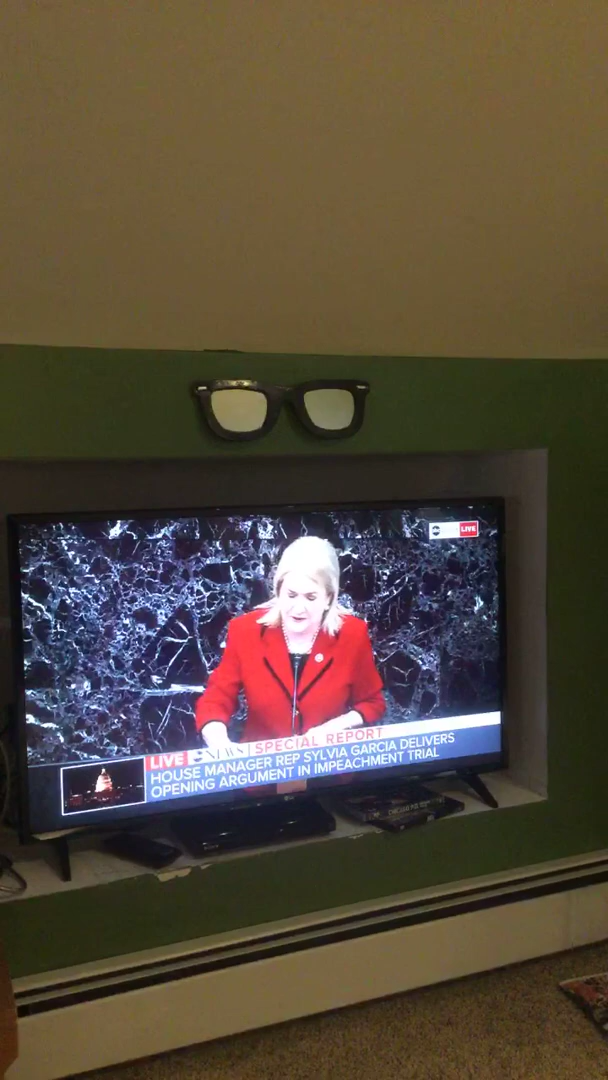 LIVE
LIVE abc NEWS SPECIAL REPORT
HOUSE MANAGER REP SYLVIA GARCIA DELIVERS
OPENING ARGUMENT IN IMPEACHMENT TRIAL